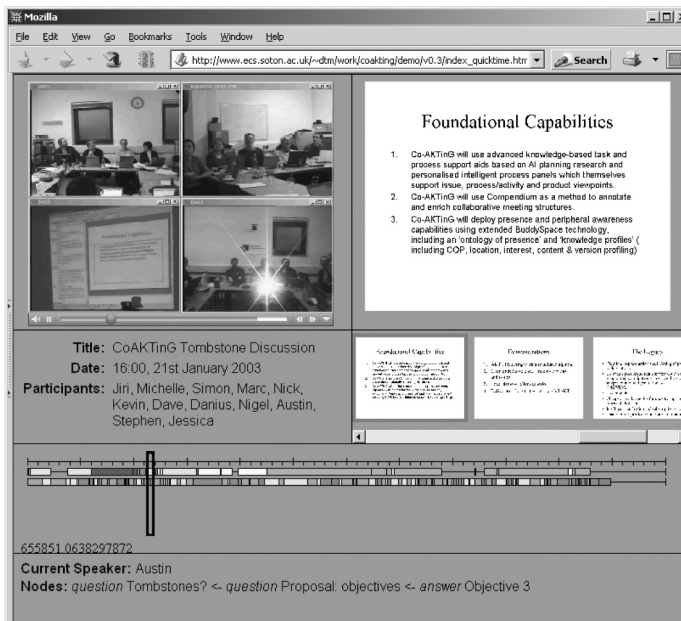 Mozilla
File Edit View Go Bookmarks Tools Window Help
http://www.ecs.soton.ac.uk/~dtm/work/coakting/demo/v0.3/index_quicktime.htm
Search
Foundational Capabilities
1. Co-AKTinG will use advanced knowledge-based task and
process support aids based on AI planning research and
personalised intelligent process panels which themselves
support issue, process/activity and product viewpoints.
2. Co-AKTinG will use Compendium as a method to annotate
and enrich collaborative meeting structures.
3. Co-AKTinG will deploy presence and peripheral awareness
capabilities using extended BuddySpace technology,
including an 'ontology of presence' and 'knowledge profiles' (
including COP, location, interest, content & version profiling)
Foundational Capabilities
Title: CoAKTinG Tombstone Discussion
Date: 16:00, 21st January 2003
Participants: Jiri, Michelle, Simon, Marc, Nick,
Kevin, Dave, Danius, Nigel, Austin,
Stephen, Jessica
Foundational Capabilities
655851.0638297872
Current Speaker: Austin
Nodes: question Tombstones? <- question Proposal: objectives <- answer Objective 3